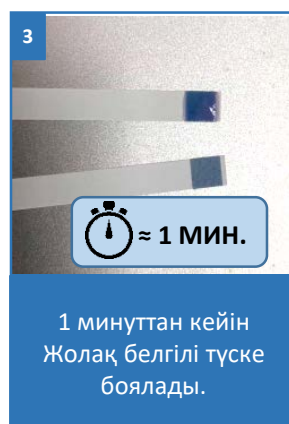 3
≈ 1 МИН.
1 минуттан кейін
Жолақ белгілі түске
боялады.